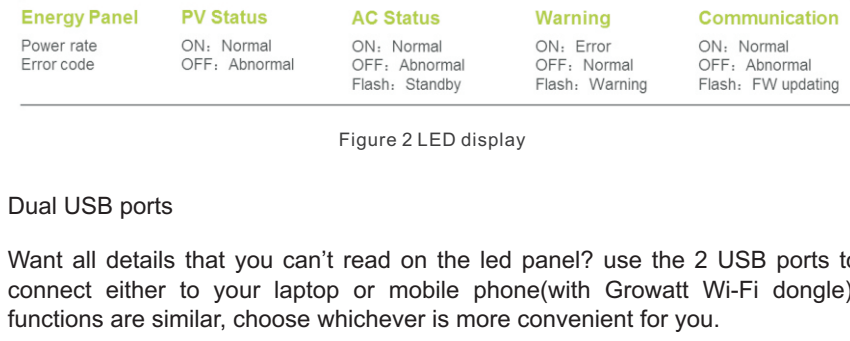 Energy Panel PV Status AC Status Warning Communication
Power rate ON: Normal ON: Normal ON: Error ON: Normal
Error code OFF: Abnormal OFF: Abnormal OFF: Normal OFF: Abnormal
Flash: Standby Flash: Warning Flash: FW updating
Figure 2 LED display
Dual USB ports
Want all details that you can't read on the led panel? use the 2 USB ports to
connect either to your laptop or mobile phone(with Growatt Wi-Fi dongle)
functions are similar, choose whichever is more convenient for you.